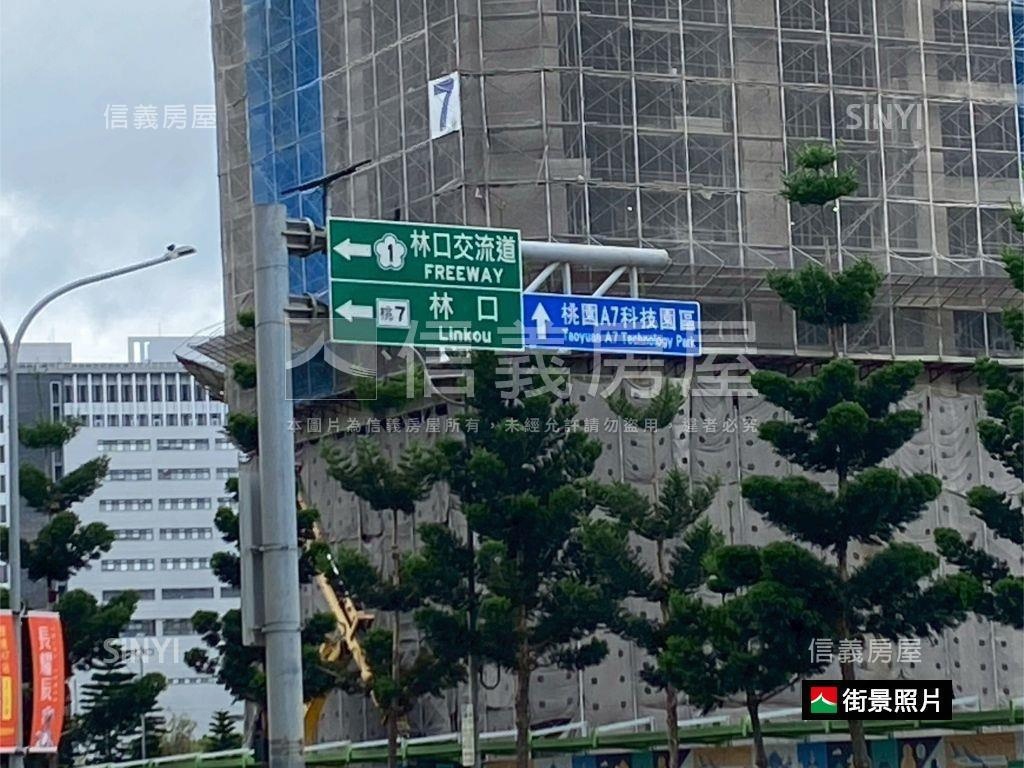 信義房屋
SINYI
7
林口交流道
1
FREEWAY
林口
桃7
Linkou
桃園A7科技園區
Taoyuan A7 Technology Park
信義房屋
本圖片為信義房屋所有，未經允許請勿盜用，違者必究
長耀辰
SINYI
信義房屋
街景照片